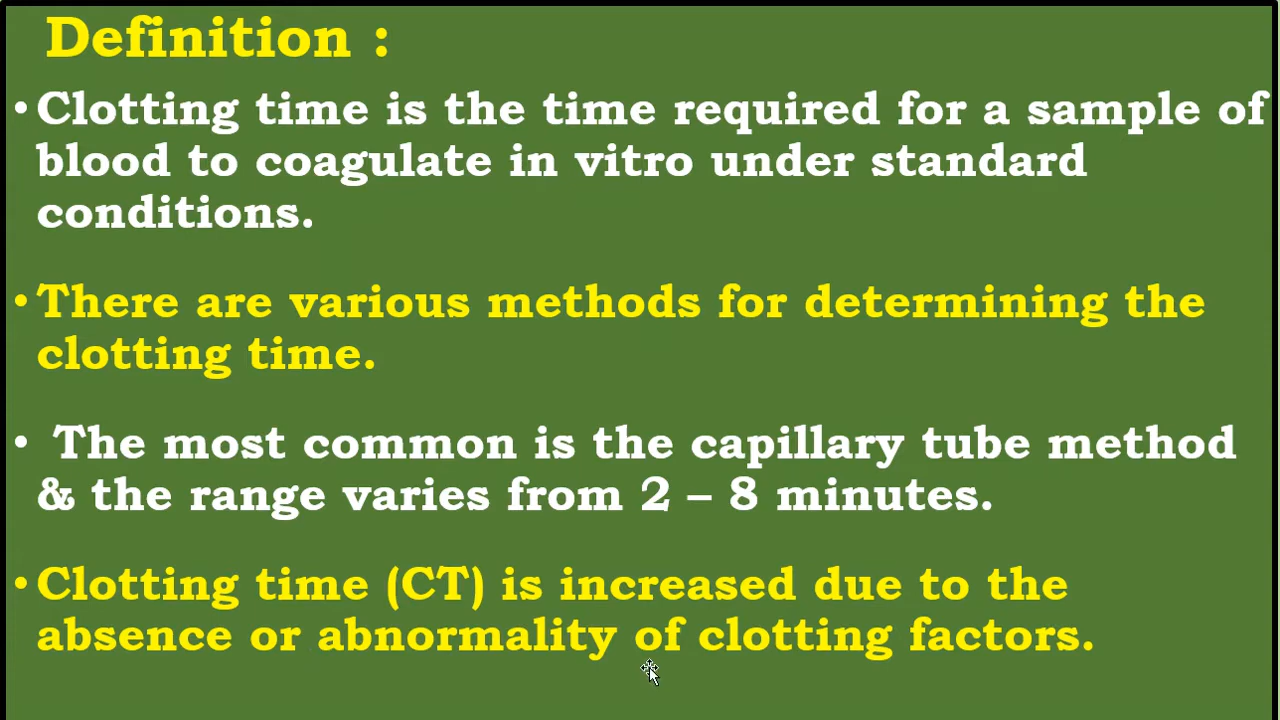 Definition :
• Clotting time is the time required for a sample of
blood to coagulate in vitro under standard
conditions.
• There are various methods for determining the
clotting time.
• The most common is the capillary tube method
& the range varies from 2 – 8 minutes.
• Clotting time (CT) is increased due to the
absence or abnormality of clotting factors.